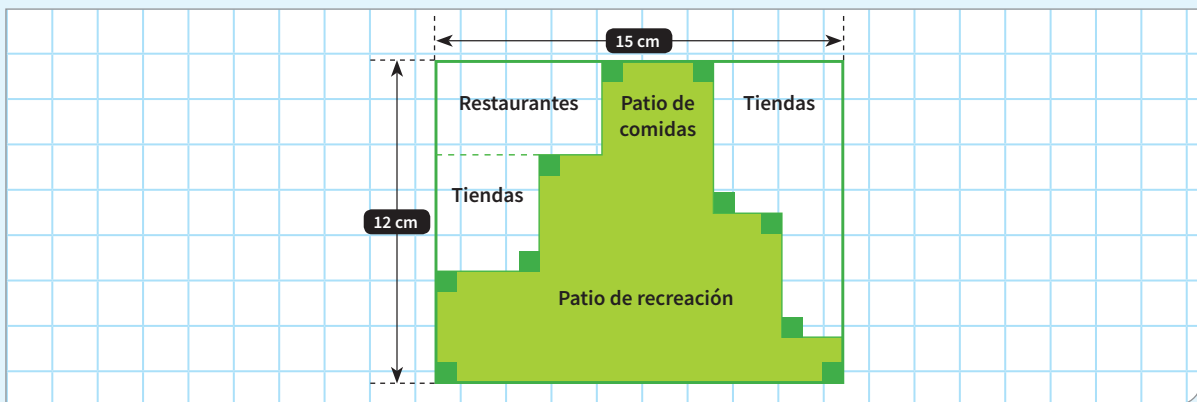 15 cm
Restaurantes
Patio de
comidas
Tiendas
Tiendas
12 cm
Patio de recreación